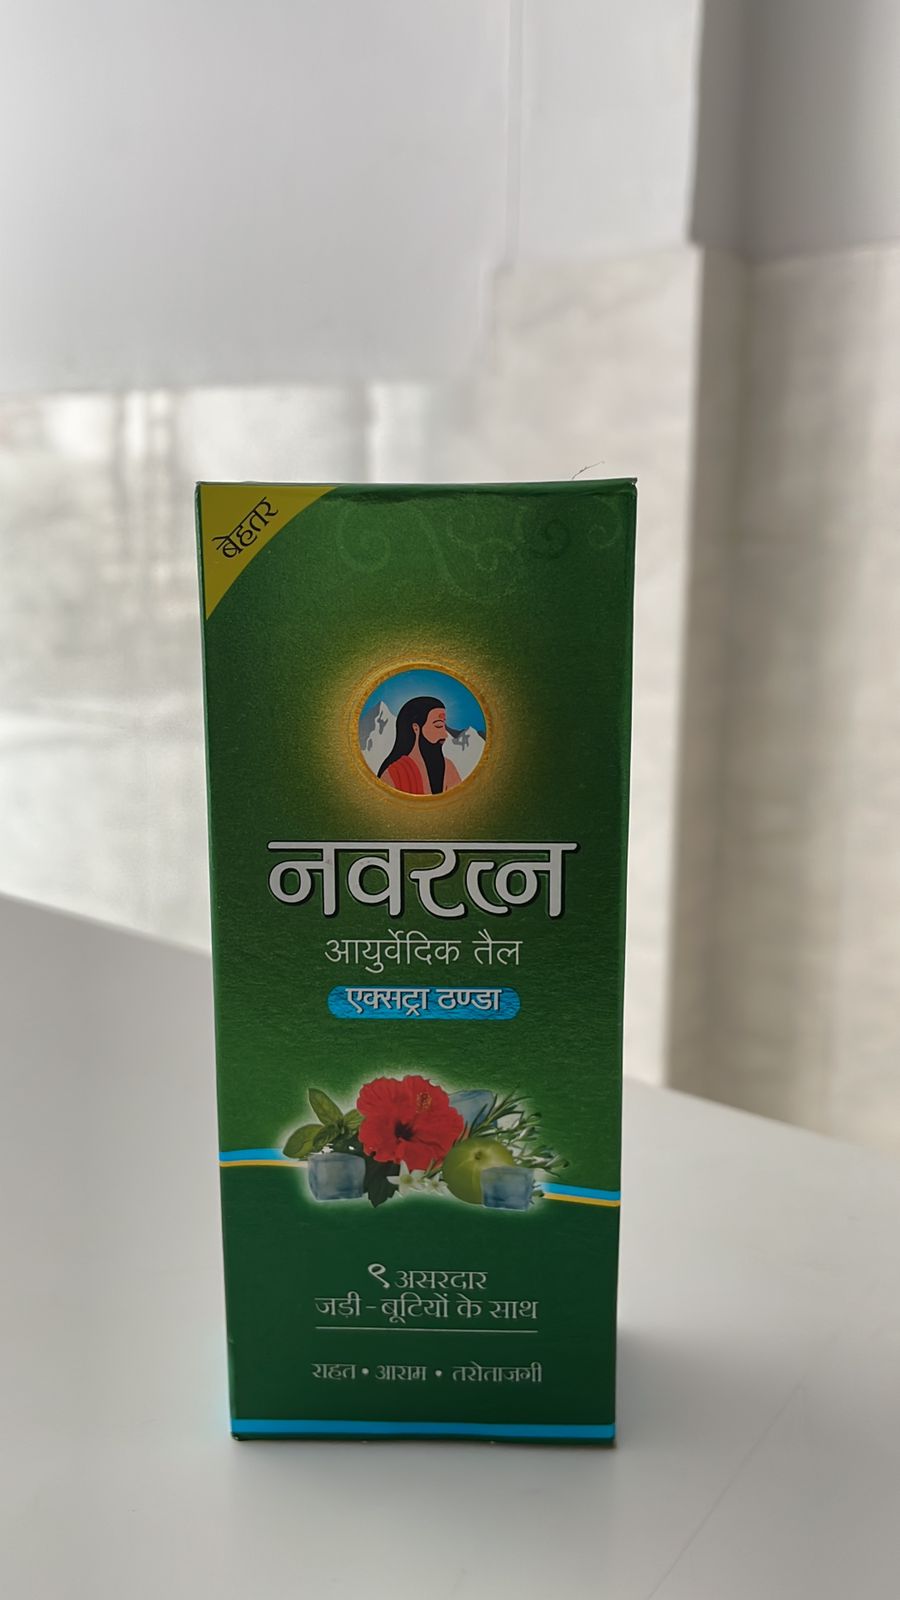 बेहतर
नवरत्न
आयुर्वेदिक तैल
एक्सट्रा ठण्डा
९ असरदार
जड़ी-बूटियों के साथ
राहत • आराम • तरोताजगी